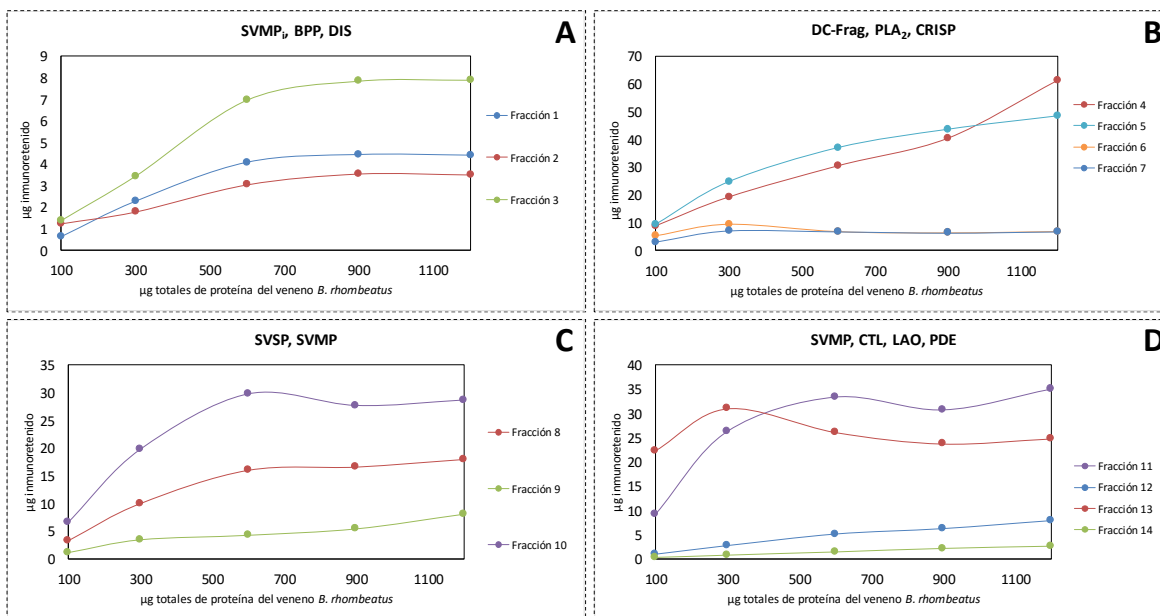 SVMPi, BPP, DIS
A
µg inmunoretenido
9
8
7
6
5
4
3
2
1
0
100 300 500 700 900 1100
µg totales de proteína del veneno B. rhombeatus
Fracción 1
Fracción 2
Fracción 3
DC-Frag, PLA₂, CRISP
B
µg inmunoretenido
70
60
50
40
30
20
10
0
100 300 500 700 900 1100
µg totales de proteína del veneno B. rhombeatus
Fracción 4
Fracción 5
Fracción 6
Fracción 7
SVSP, SVMP
C
µg inmunoretenido
35
30
25
20
15
10
5
0
100 300 500 700 900 1100
µg totales de proteína del veneno B. rhombeatus
Fracción 8
Fracción 9
Fracción 10
SVMP, CTL, LAO, PDE
D
µg inmunoretenido
40
35
30
25
20
15
10
5
0
100 300 500 700 900 1100
µg totales de proteína del veneno B. rhombeatus
Fracción 11
Fracción 12
Fracción 13
Fracción 14